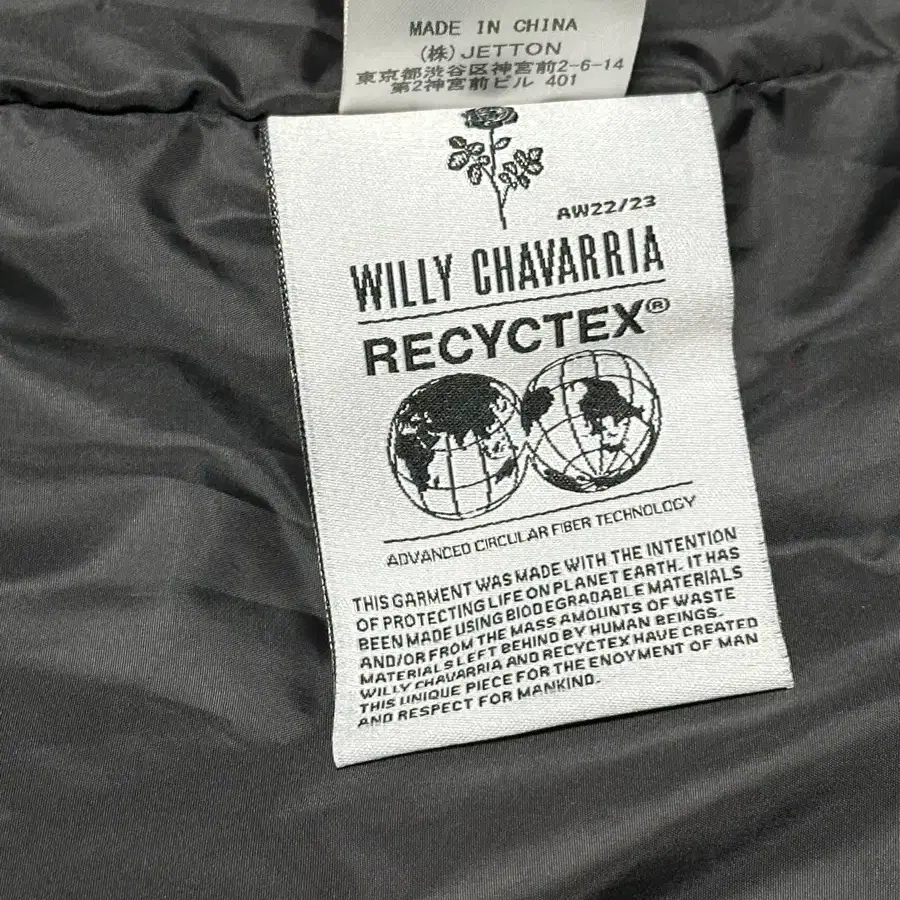 MADE IN CHINA
(株)JETTON
東京都渋谷区神宮前2-6-14
第2神宮前ビル 401
AW22/23
WILLY CHAVARRIA
RECYCTEX®
ADVANCED CIRCULAR FIBER TECHNOLOGY
THIS GARMENT WAS MADE WITH THE INTENTION
OF PROTECTING LIFE ON PLANET EARTH. IT HAS
BEEN MADE USING BIODEGRADABLE MATERIALS
AND/OR FROM THE MASS AMOUNTS OF WASTE
MATERIALS LEFT BEHIND BY HUMAN BEINGS.
WILLY CHAVARRIA AND RECYCTEX HAVE CREATED
THIS UNIQUE PIECE FOR THE ENOYMENT OF MAN
AND RESPECT FOR MANKIND.